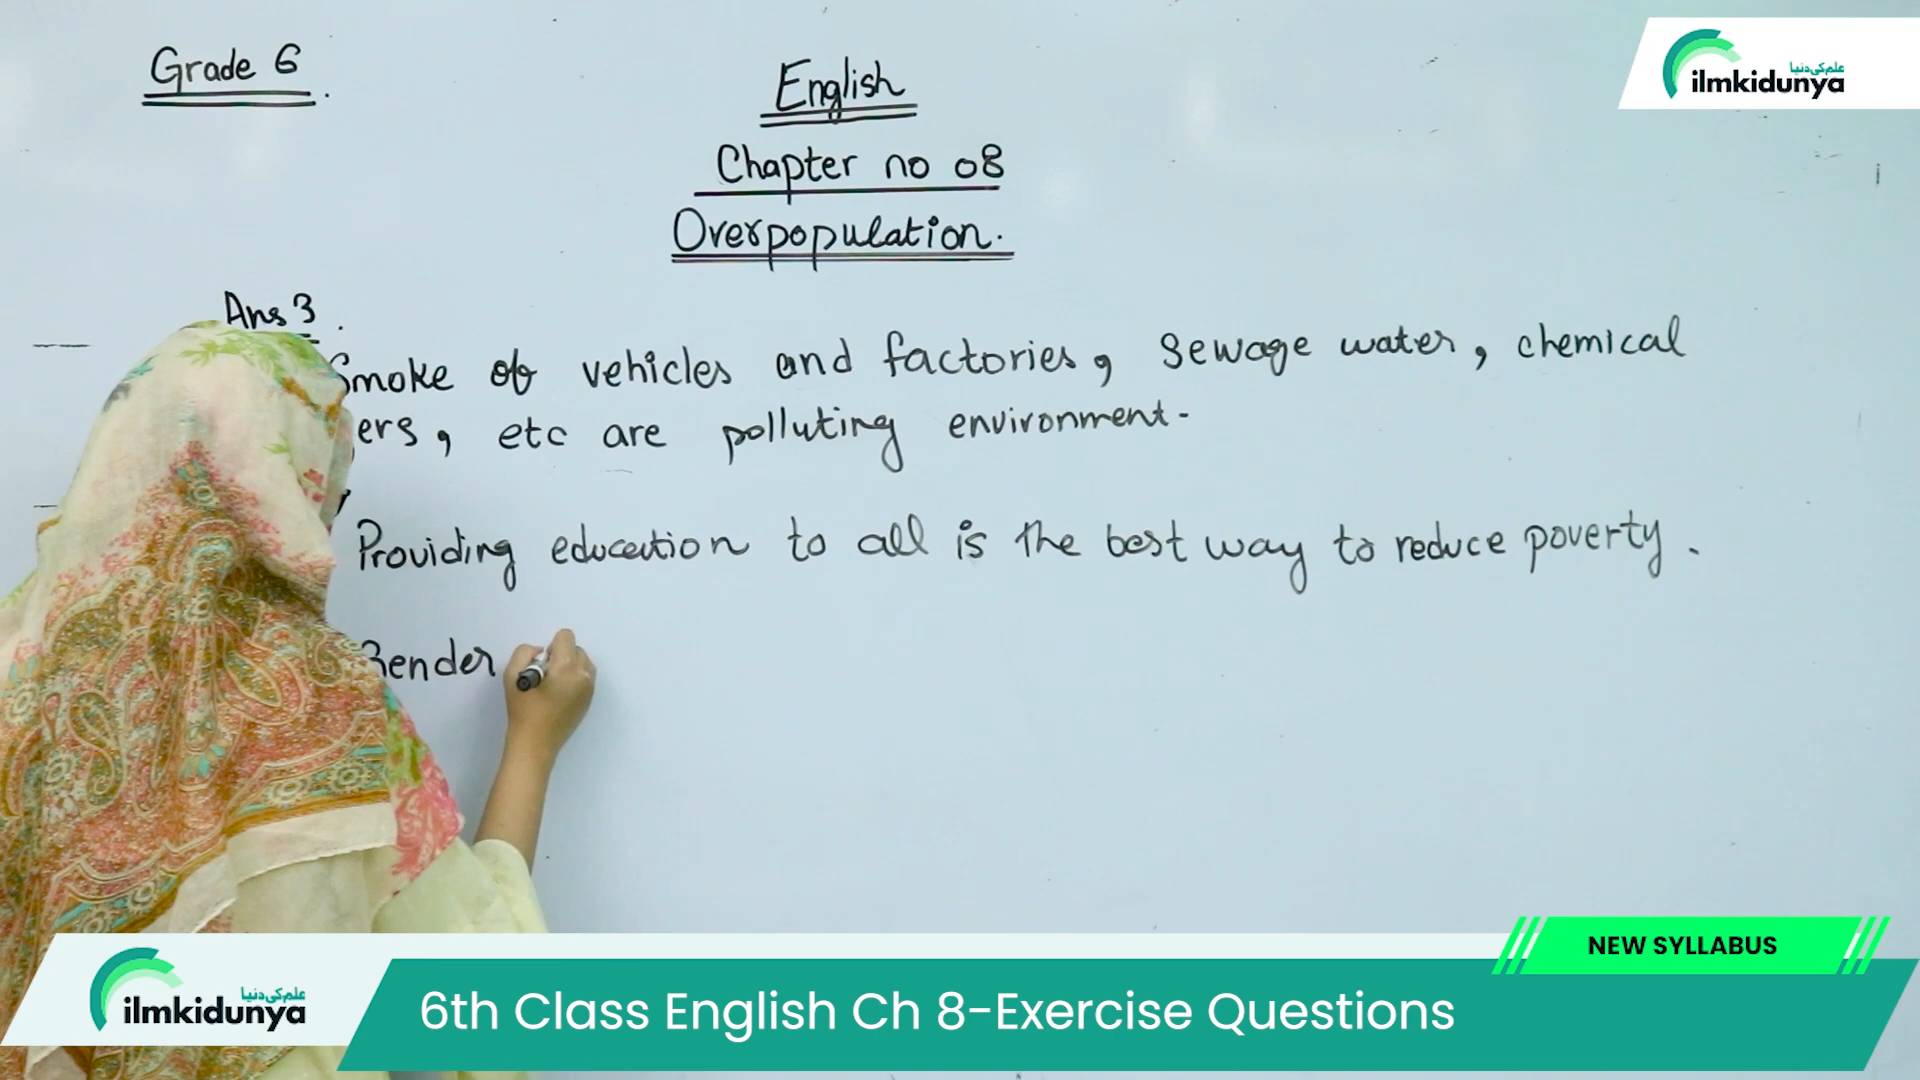 Grade 6.
English
علم کی دنیا
ilmkidunya
Chapter no 08
Overpopulation.
Ans 3.
Smoke of vehicles and factories, Sewage water, chemical
ers, etc are polluting environment.
Providing education to all is the best way to reduce poverty.
Gender
NEW SYLLABUS
علم کی دنیا
ilmkidunya
6th Class English Ch 8-Exercise Questions